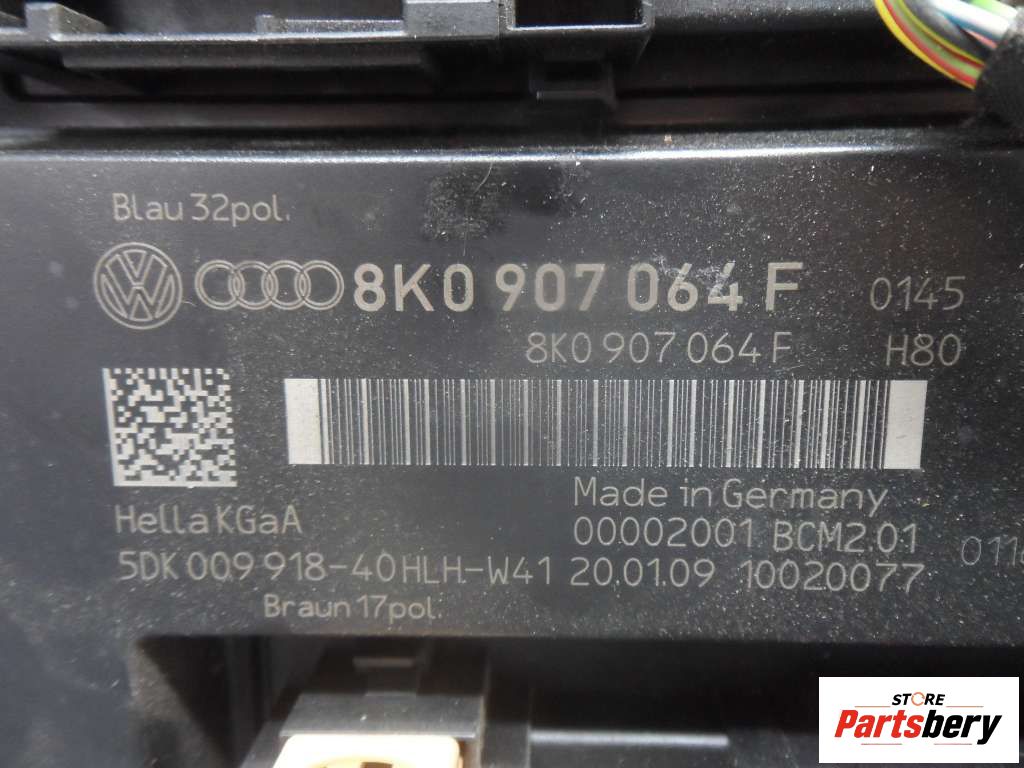 Blau 32pol.
8K0 907 064 F 0145
8K0 907 064 F H80
Made in Germany
Hella KGaA 00002001 BCM2.01
5DK 009 918-40 HLH-W41 20.01.09 10020077
Braun 17pol.
STORE
Partsbery